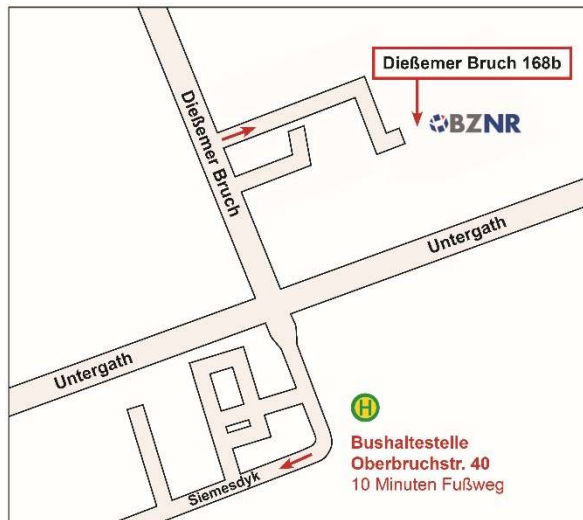 Dießemer Bruch 168b
BZNR
Dießemer Bruch
Untergath
Untergath
H
Bushaltestelle
Oberbruchstr. 40
10 Minuten Fußweg
Siemesdyk